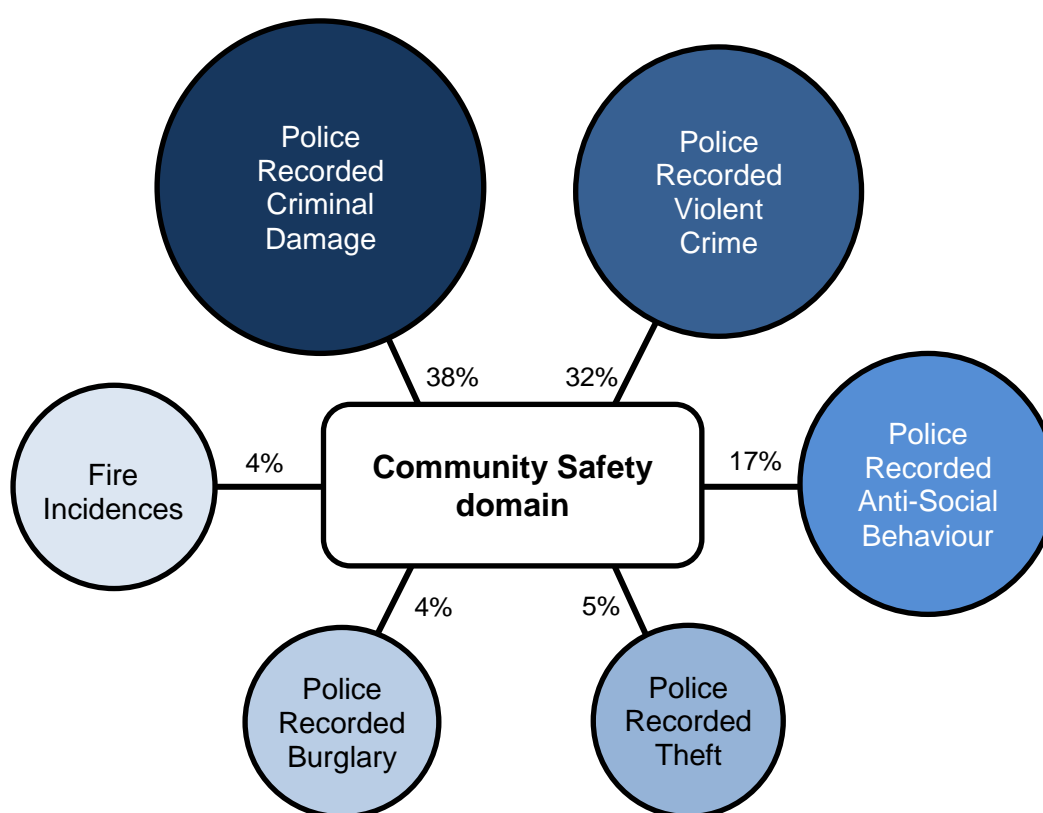 Police
Recorded
Criminal
Damage
Police
Recorded
Violent
Crime
38%
32%
Police
Recorded
Anti-Social
Behaviour
17%
Community Safety
domain
4%
Fire
Incidences
4%
5%
Police
Recorded
Burglary
Police
Recorded
Theft